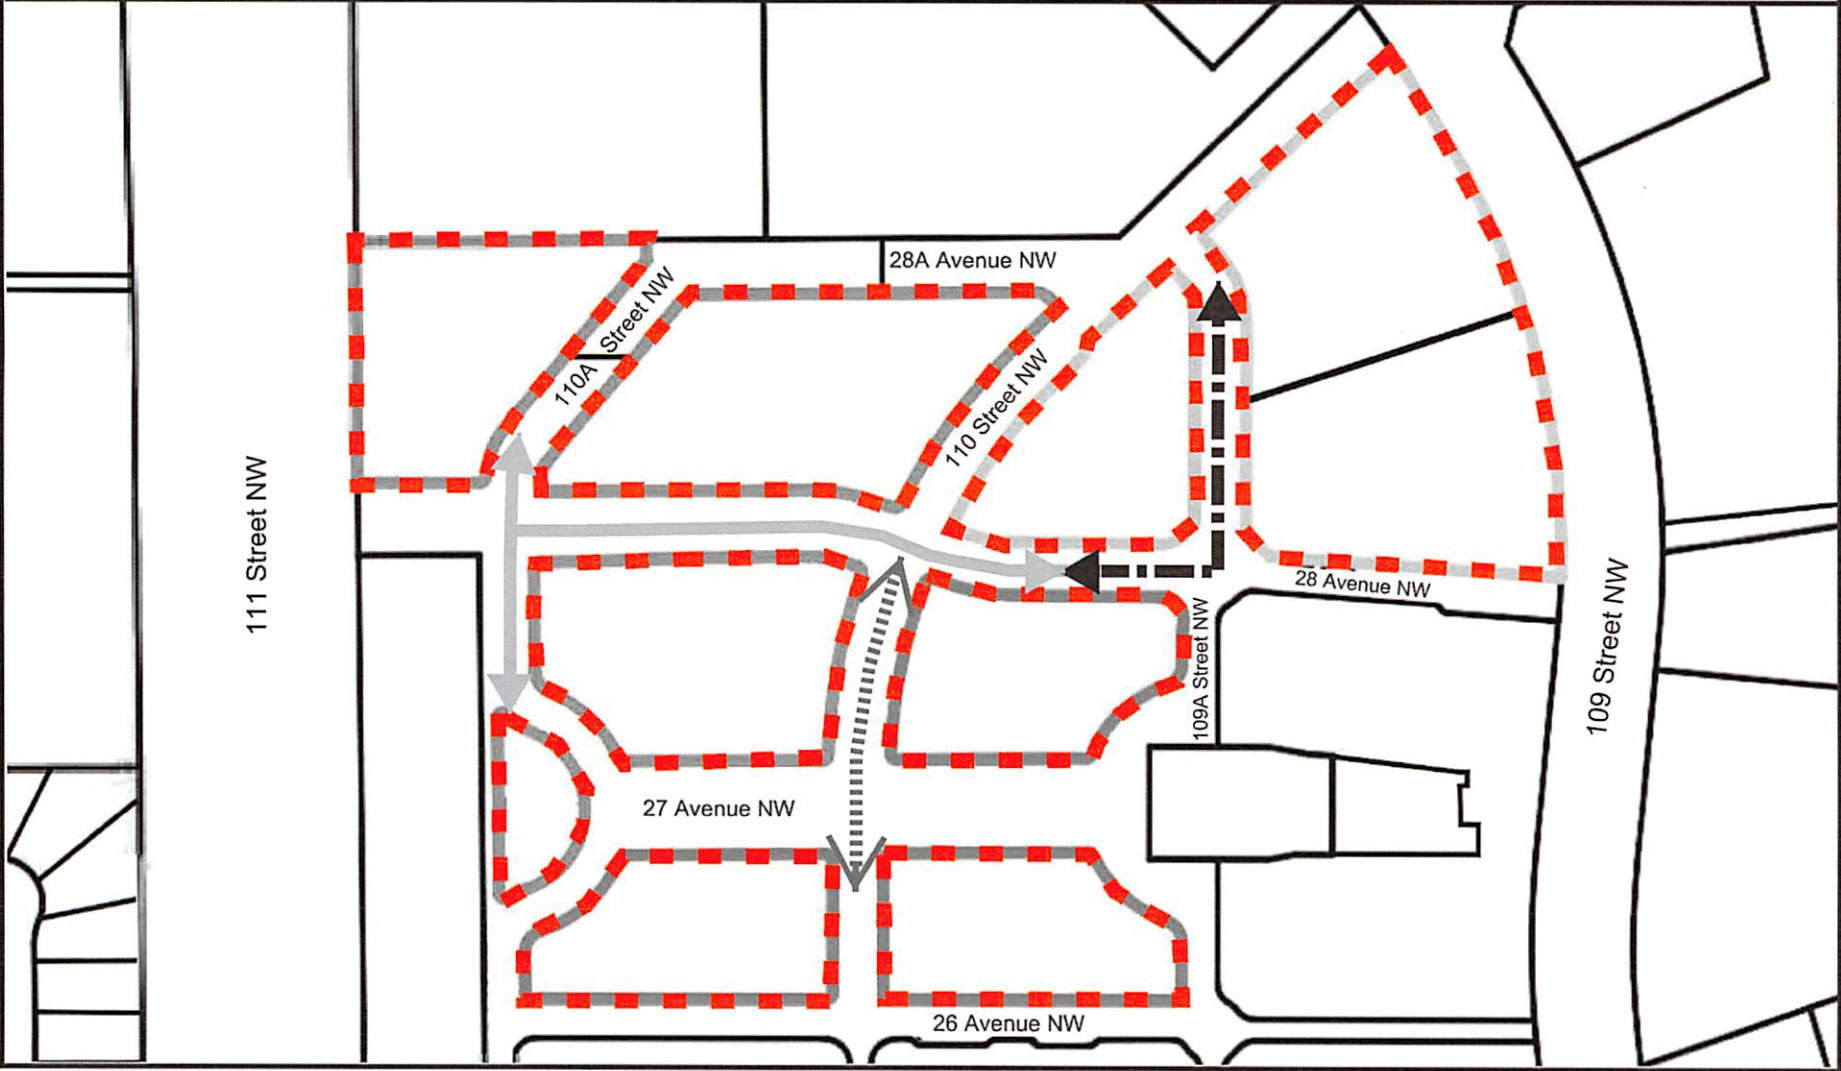 28A Avenue NW
110A Street NW
110 Street NW
111 Street NW
28 Avenue NW
109A Street NW
109 Street NW
27 Avenue NW
26 Avenue NW